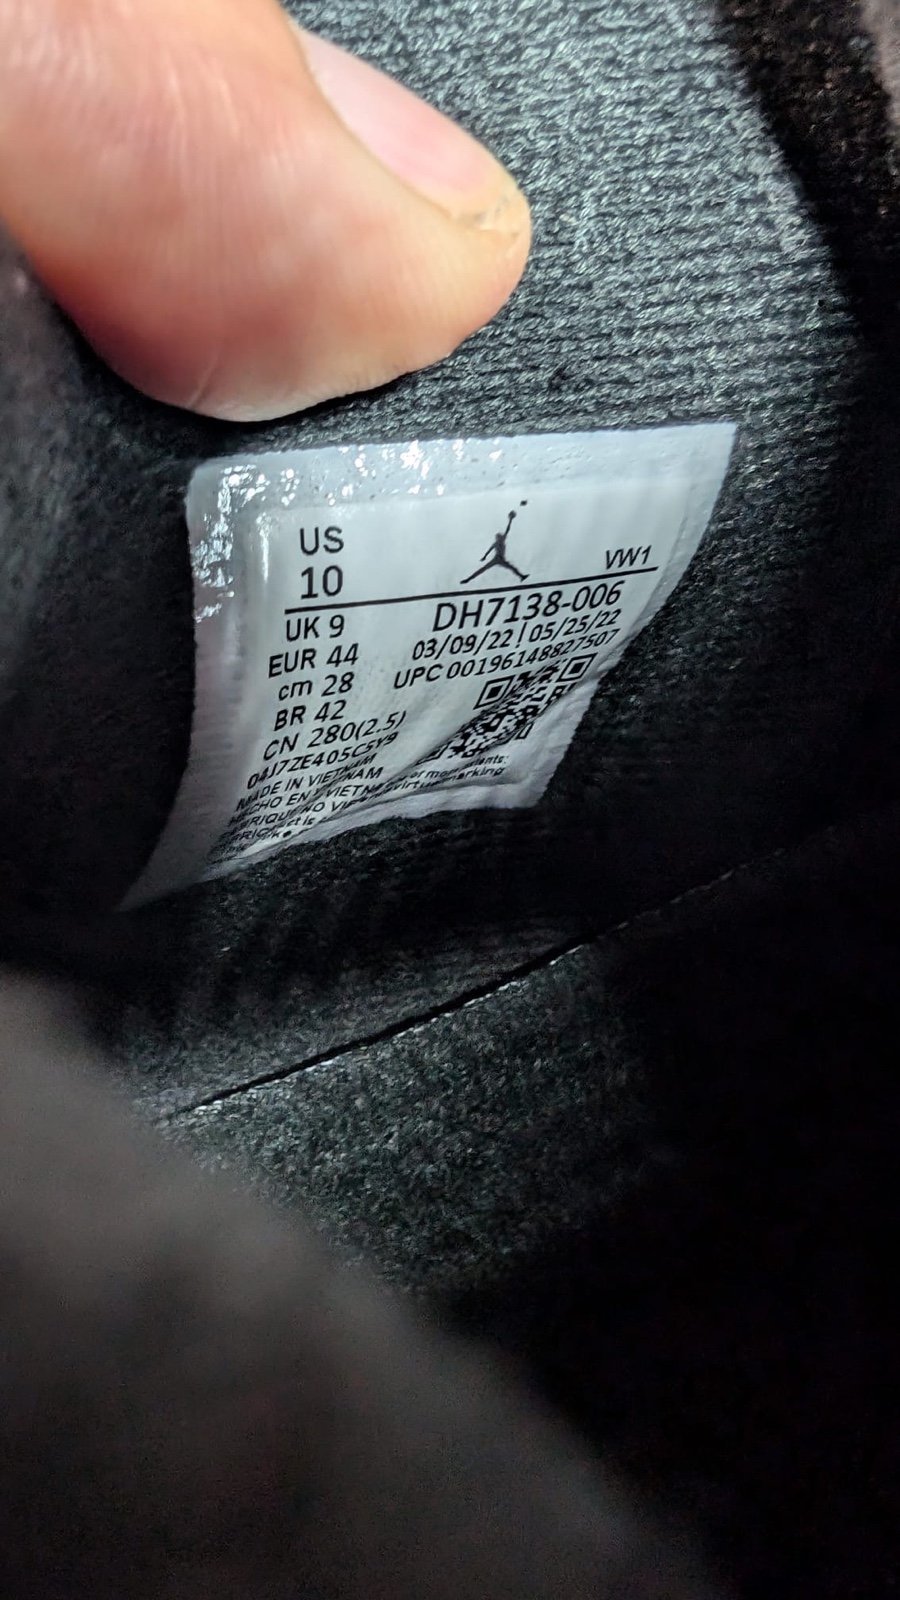 US
10
VW1
UK 9
EUR 44
cm 28
BR 42
CN 280(2.5)
04J7ZE405C5Y9
MADE IN VIETNAM
DH7138-006
03/09/22 | 05/25/22
UPC 00196148827507